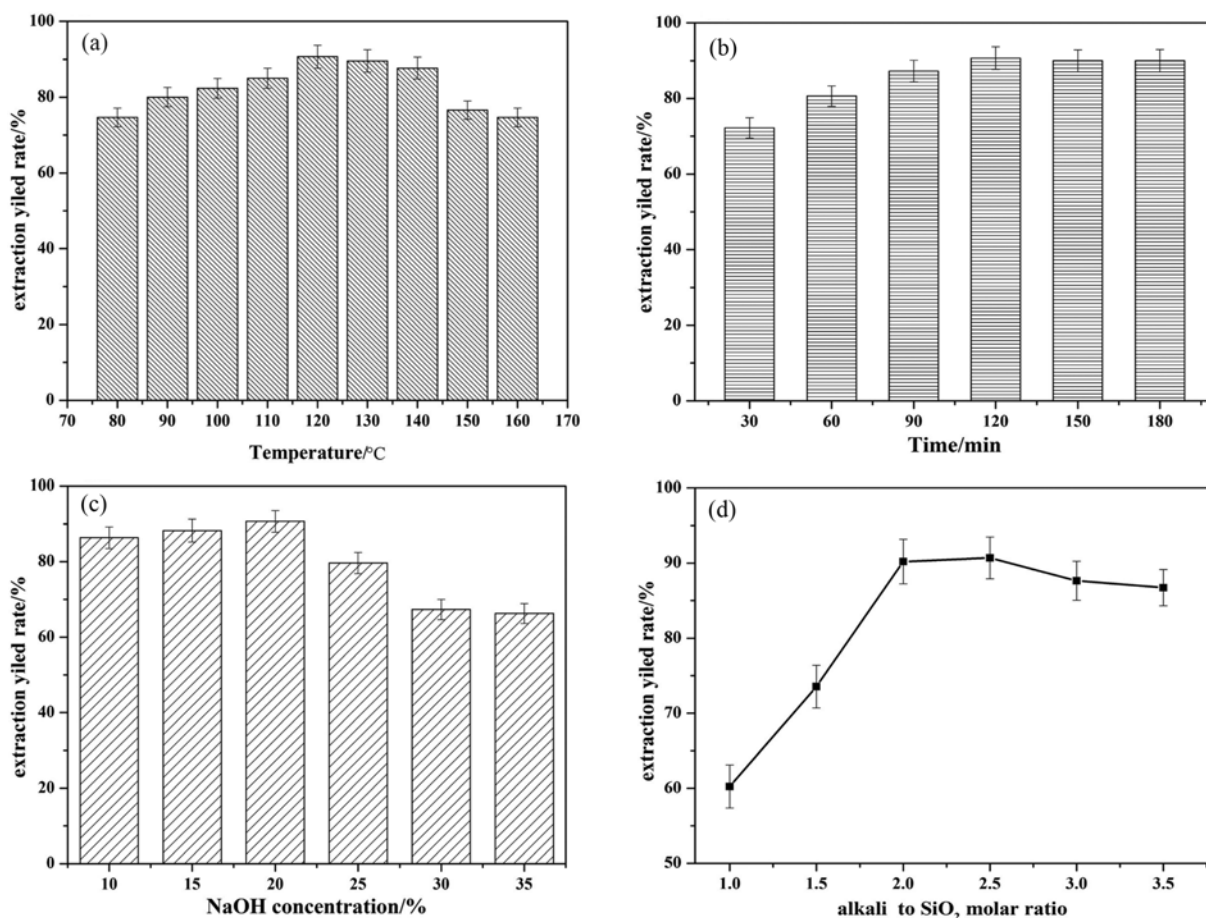 (a)
extraction yiled rate/%
100
80
60
40
20
0
70 80 90 100 110 120 130 140 150 160 170
Temperature/°C
(b)
extraction yiled rate/%
100
80
60
40
20
0
30 60 90 120 150 180
Time/min
(c)
extraction yiled rate/%
100
80
60
40
20
0
10 15 20 25 30 35
NaOH concentration/%
(d)
extraction yiled rate/%
100
90
80
70
60
50
1.0 1.5 2.0 2.5 3.0 3.5
alkali to SiO₂ molar ratio